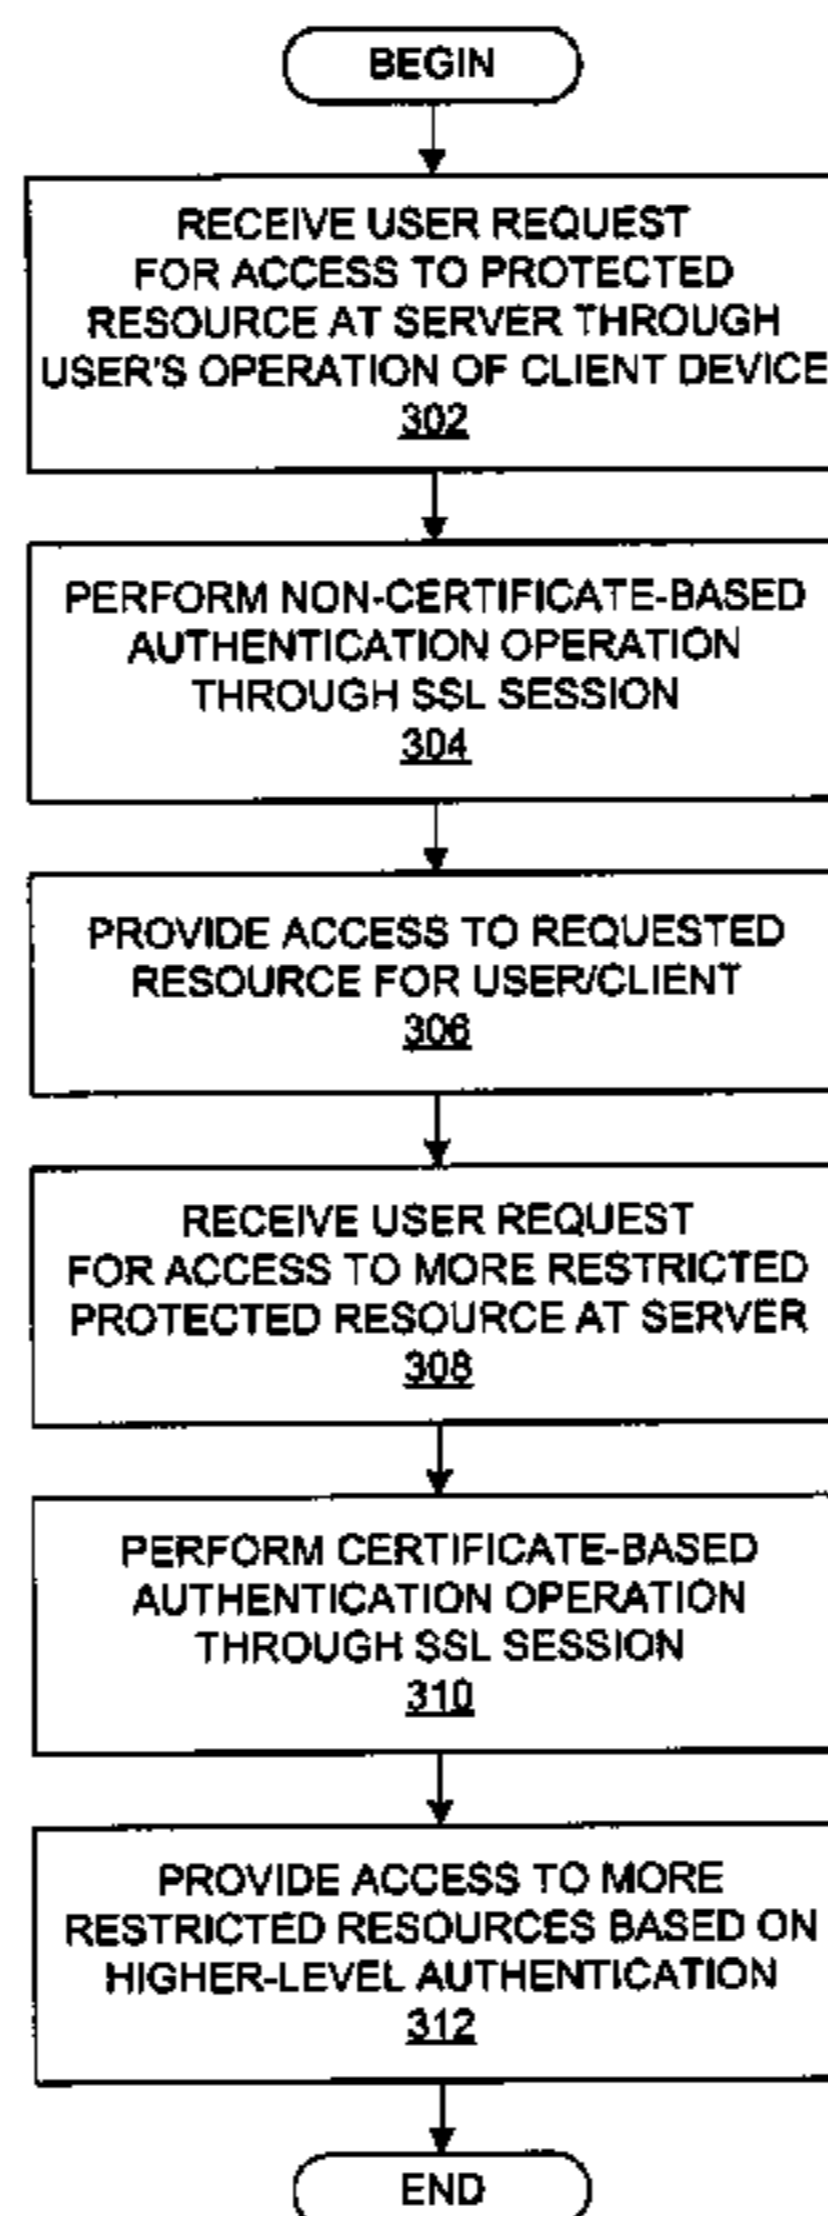 BEGIN
RECEIVE USER REQUEST
FOR ACCESS TO PROTECTED
RESOURCE AT SERVER THROUGH
USER'S OPERATION OF CLIENT DEVICE
302
PERFORM NON-CERTIFICATE-BASED
AUTHENTICATION OPERATION
THROUGH SSL SESSION
304
PROVIDE ACCESS TO REQUESTED
RESOURCE FOR USER/CLIENT
306
RECEIVE USER REQUEST
FOR ACCESS TO MORE RESTRICTED
PROTECTED RESOURCE AT SERVER
308
PERFORM CERTIFICATE-BASED
AUTHENTICATION OPERATION
THROUGH SSL SESSION
310
PROVIDE ACCESS TO MORE
RESTRICTED RESOURCES BASED ON
HIGHER-LEVEL AUTHENTICATION
312
END